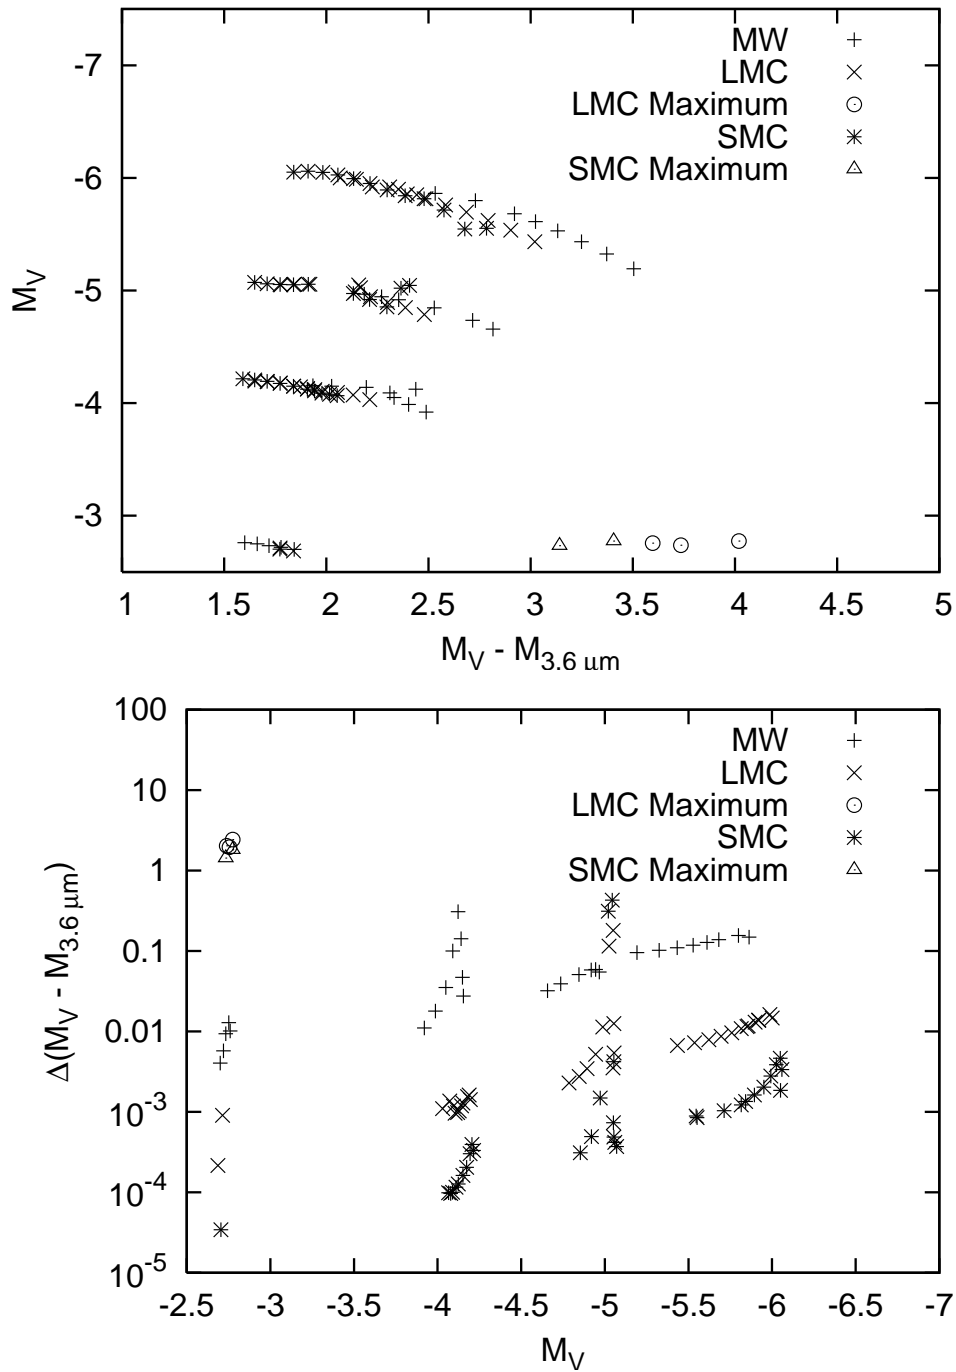 -7
-6
-5
-4
-3
M_V
MW
LMC
LMC Maximum
SMC
SMC Maximum
1 1.5 2 2.5 3 3.5 4 4.5 5
M_V - M_3.6 μm
100
10
1
0.1
0.01
10^-3
10^-4
10^-5
Δ(M_V - M_3.6 μm)
MW
LMC
LMC Maximum
SMC
SMC Maximum
-2.5 -3 -3.5 -4 -4.5 -5 -5.5 -6 -6.5 -7
M_V